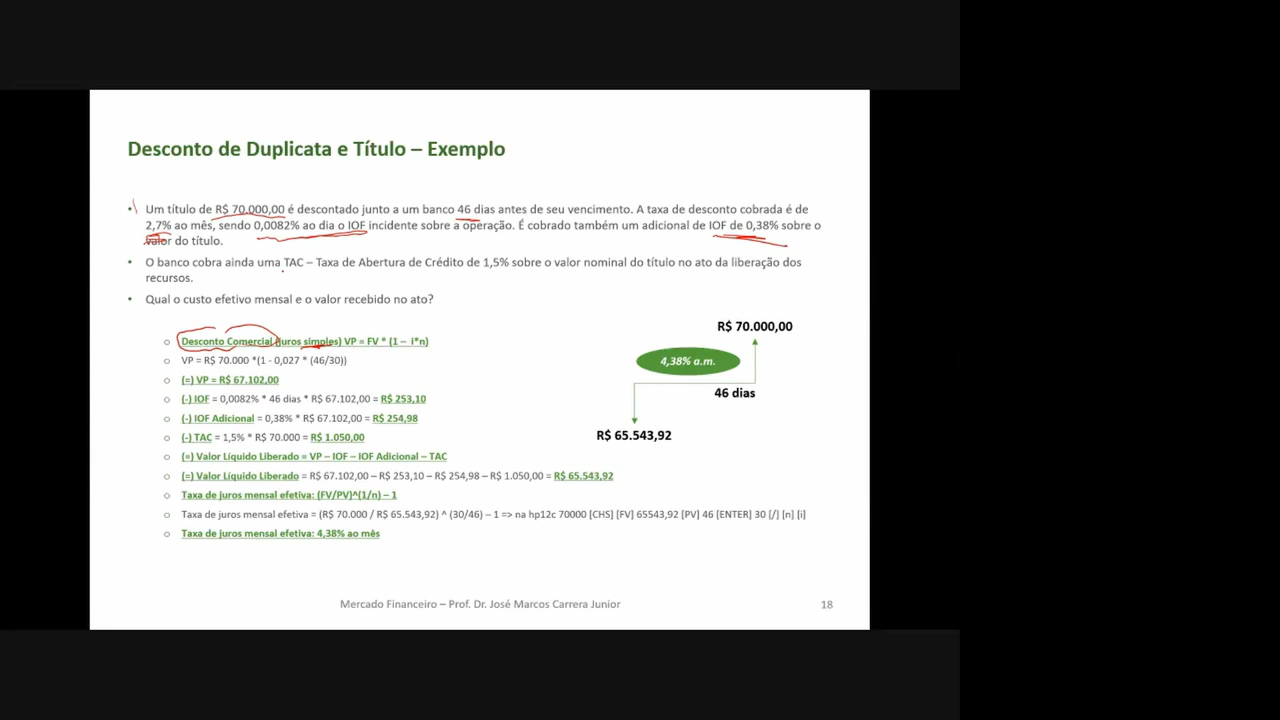 Desconto de Duplicata e Título – Exemplo
• Um título de R$ 70.000,00 é descontado junto a um banco 46 dias antes de seu vencimento. A taxa de desconto cobrada é de
2,7% ao mês, sendo 0,0082% ao dia o IOF incidente sobre a operação. É cobrado também um adicional de IOF de 0,38% sobre o
valor do título.
• O banco cobra ainda uma TAC – Taxa de Abertura de Crédito de 1,5% sobre o valor nominal do título no ato da liberação dos
recursos.
• Qual o custo efetivo mensal e o valor recebido no ato?
o Desconto Comercial (juros simples) VP = FV * (1 – i*n)
o VP = R$ 70.000 *(1 - 0,027 * (46/30))
o (=) VP = R$ 67.102,00
o (-) IOF = 0,0082% * 46 dias * R$ 67.102,00 = R$ 253,10
o (-) IOF Adicional = 0,38% * R$ 67.102,00 = R$ 254,98
o (-) TAC = 1,5% * R$ 70.000 = R$ 1.050,00
o (=) Valor Líquido Liberado = VP – IOF – IOF Adicional – TAC
o (=) Valor Líquido Liberado = R$ 67.102,00 – R$ 253,10 – R$ 254,98 – R$ 1.050,00 = R$ 65.543,92
o Taxa de juros mensal efetiva: (FV/PV)^(1/n) – 1
o Taxa de juros mensal efetiva = (R$ 70.000 / R$ 65.543,92) ^ (30/46) – 1 => na hp12c 70000 [CHS] [FV] 65543,92 [PV] 46 [ENTER] 30 [/] [n] [i]
o Taxa de juros mensal efetiva: 4,38% ao mês
R$ 70.000,00
4,38% a.m.
46 dias
R$ 65.543,92
Mercado Financeiro – Prof. Dr. José Marcos Carrera Junior
18